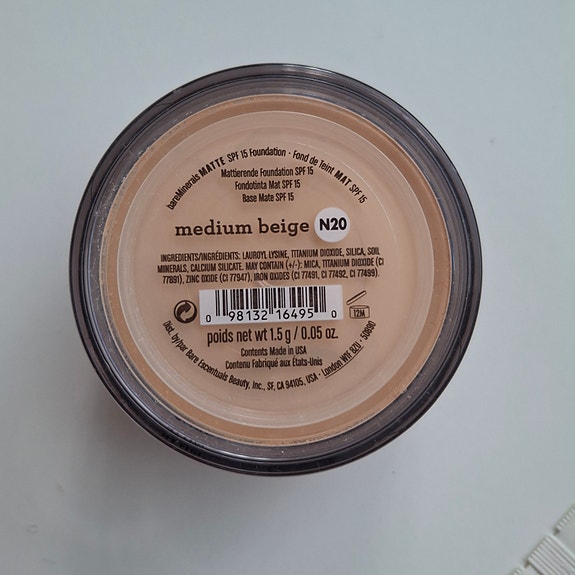 bareMinerals MATTE SPF 15 Foundation · Fond de Teint MAT SPF 15
Mattierende Foundation SPF 15
Fondotinta Mat SPF 15
Base Mate SPF 15
medium beige N20
INGREDIENTS/INGRÉDIENTS: LAUROYL LYSINE, TITANIUM DIOXIDE, SILICA, SOIL
MINERALS, CALCIUM SILICATE. MAY CONTAIN (+/-): MICA, TITANIUM DIOXIDE (CI
77891), ZINC OXIDE (CI 77947), IRON OXIDES (CI 77491, CI 77492, CI 77499).
0 98132 16495 0
12M
poids net wt 1.5 g / 0.05 oz.
Contents Made in USA
Contenu Fabriqué aux États-Unis
Dist. by/par Bare Escentuals Beauty, Inc., SF, CA 94105, USA · London W1F 8ZU · 50890